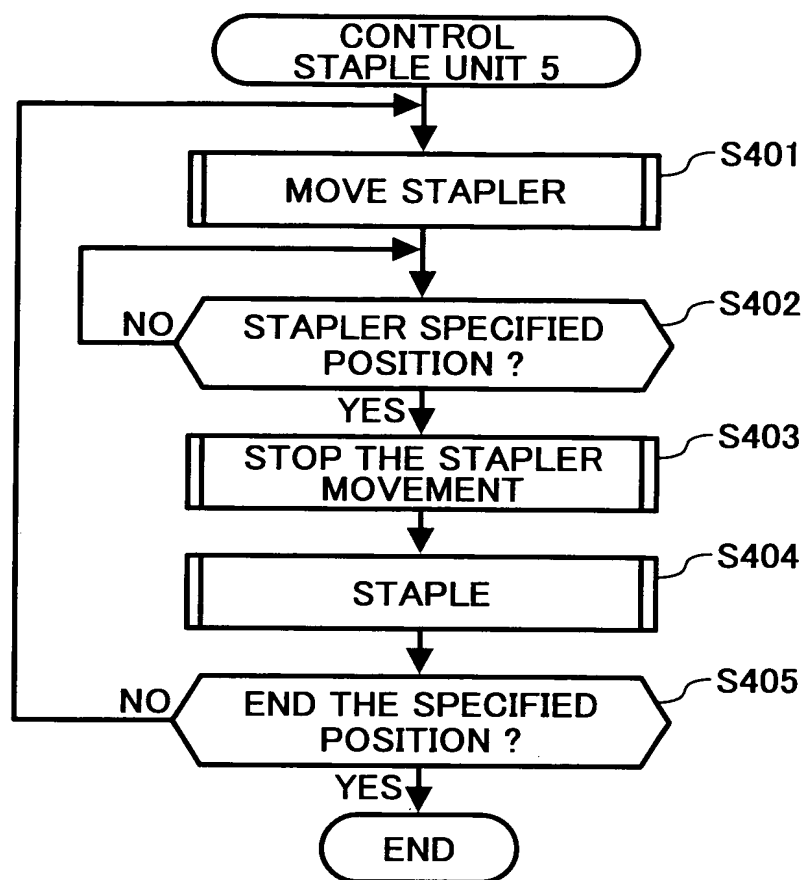 CONTROL
STAPLE UNIT 5
S401
MOVE STAPLER
S402
NO
STAPLER SPECIFIED
POSITION ?
YES
S403
STOP THE STAPLER
MOVEMENT
S404
STAPLE
S405
NO
END THE SPECIFIED
POSITION ?
YES
END